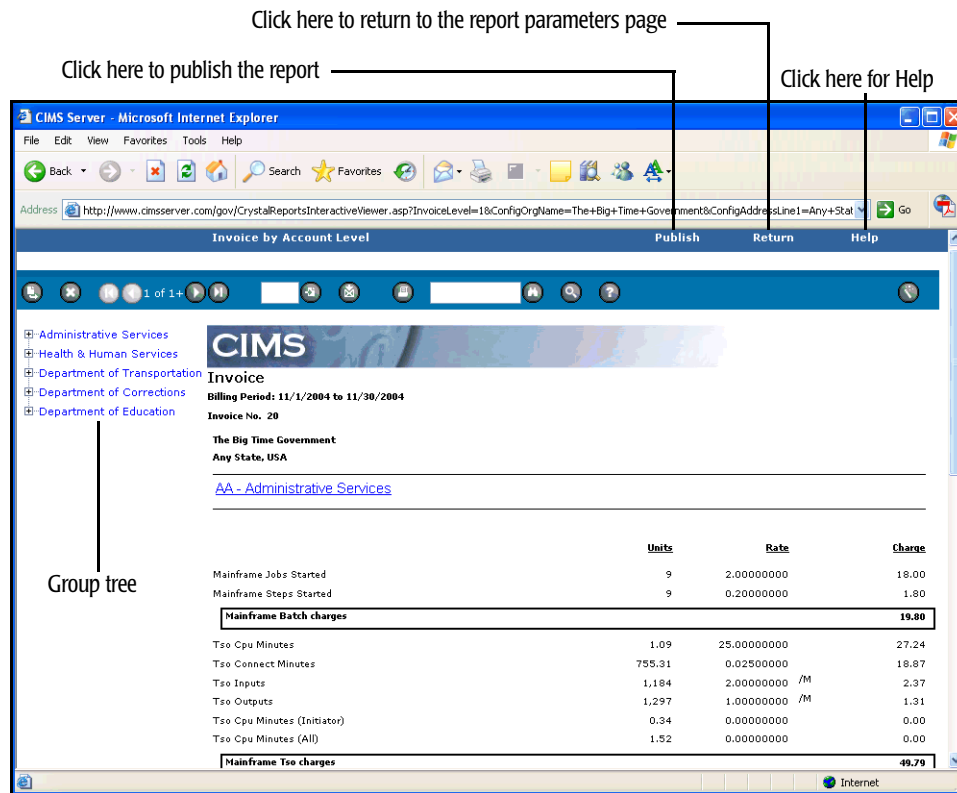 Click here to return to the report parameters page
Click here to publish the report
Click here for Help
CIMS Server - Microsoft Internet Explorer
File Edit View Favorites Tools Help
Back Search Favorites
Address http://www.cimsserver.com/gov/CrystalReportsInteractiveViewer.asp?InvoiceLevel=1&ConfigOrgName=The+Big+Time+Government&ConfigAddressLine1=Any+Stat Go
Invoice by Account Level Publish Return Help
1 of 1+
Administrative Services
Health & Human Services
Department of Transportation
Department of Corrections
Department of Education
Group tree
CIMS
Invoice
Billing Period: 11/1/2004 to 11/30/2004
Invoice No. 20
The Big Time Government
Any State, USA
AA - Administrative Services
Units Rate Charge
Mainframe Jobs Started 9 2.00000000 18.00
Mainframe Steps Started 9 0.20000000 1.80
Mainframe Batch charges 19.80
Tso Cpu Minutes 1.09 25.00000000 27.24
Tso Connect Minutes 755.31 0.02500000 18.87
Tso Inputs 1,184 2.00000000 /M 2.37
Tso Outputs 1,297 1.00000000 /M 1.31
Tso Cpu Minutes (Initiator) 0.34 0.00000000 0.00
Tso Cpu Minutes (All) 1.52 0.00000000 0.00
Mainframe Tso charges 49.79
Internet